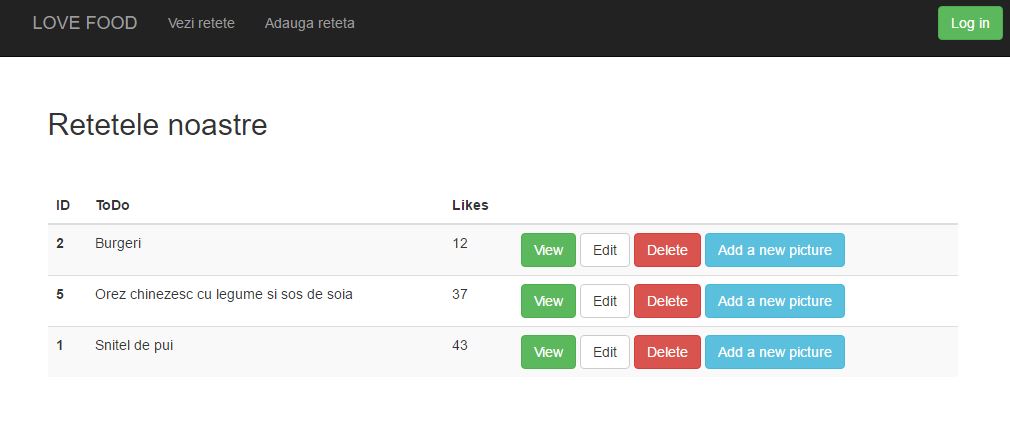 LOVE FOOD Vezi retete Adauga reteta Log in
Retetele noastre
ID ToDo Likes
2 Burgeri 12 View Edit Delete Add a new picture
5 Orez chinezesc cu legume si sos de soia 37 View Edit Delete Add a new picture
1 Snitel de pui 43 View Edit Delete Add a new picture